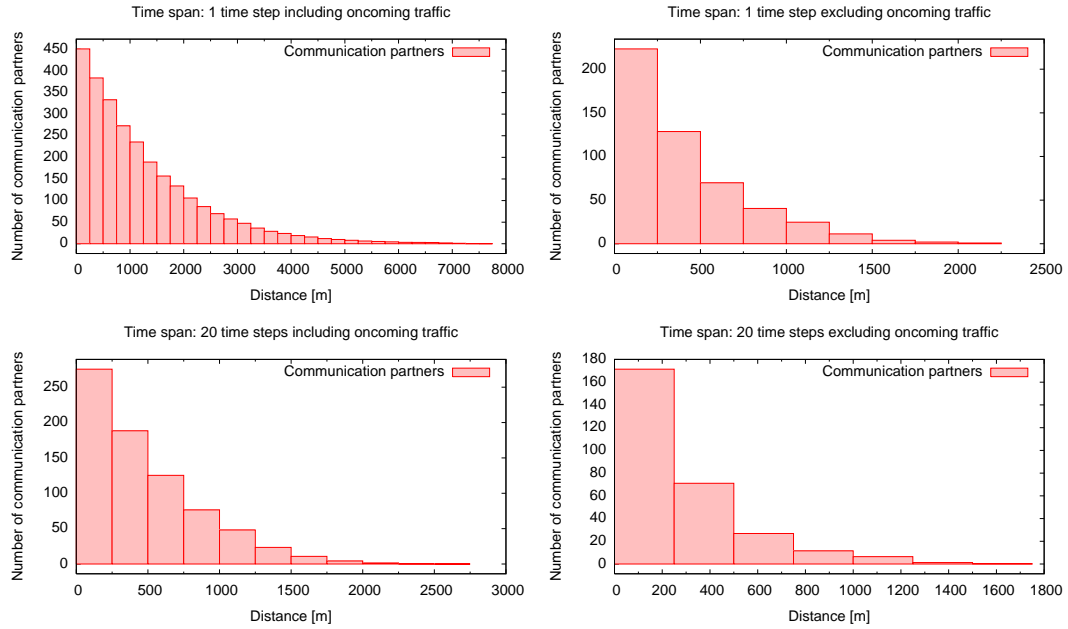 Time span: 1 time step including oncoming traffic
Number of communication partners
450
400
350
300
250
200
150
100
50
0
Communication partners
0 1000 2000 3000 4000 5000 6000 7000 8000
Distance [m]
Time span: 1 time step excluding oncoming traffic
Number of communication partners
200
150
100
50
0
Communication partners
0 500 1000 1500 2000 2500
Distance [m]
Time span: 20 time steps including oncoming traffic
Number of communication partners
250
200
150
100
50
0
Communication partners
0 500 1000 1500 2000 2500 3000
Distance [m]
Time span: 20 time steps excluding oncoming traffic
Number of communication partners
180
160
140
120
100
80
60
40
20
0
Communication partners
0 200 400 600 800 1000 1200 1400 1600 1800
Distance [m]